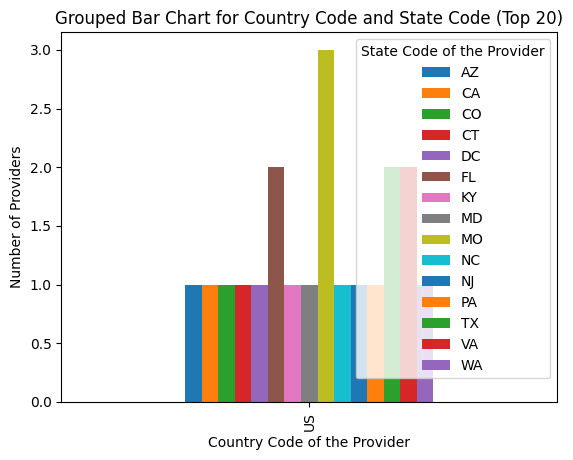 Grouped Bar Chart for Country Code and State Code (Top 20)
3.0
2.5
2.0
1.5
1.0
0.5
0.0
Number of Providers
State Code of the Provider
AZ
CA
CO
CT
DC
FL
KY
MD
MO
NC
NJ
PA
TX
VA
WA
US
Country Code of the Provider